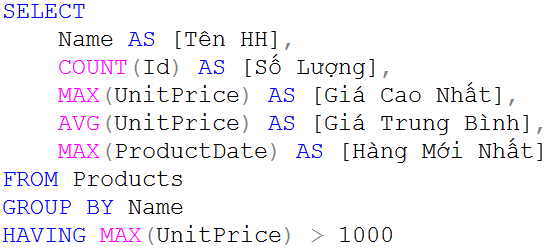 SELECT
Name AS [Tên HH],
COUNT(Id) AS [Số Lượng],
MAX(UnitPrice) AS [Giá Cao Nhất],
AVG(UnitPrice) AS [Giá Trung Bình],
MAX(ProductDate) AS [Hàng Mới Nhất]
FROM Products
GROUP BY Name
HAVING MAX(UnitPrice) > 1000